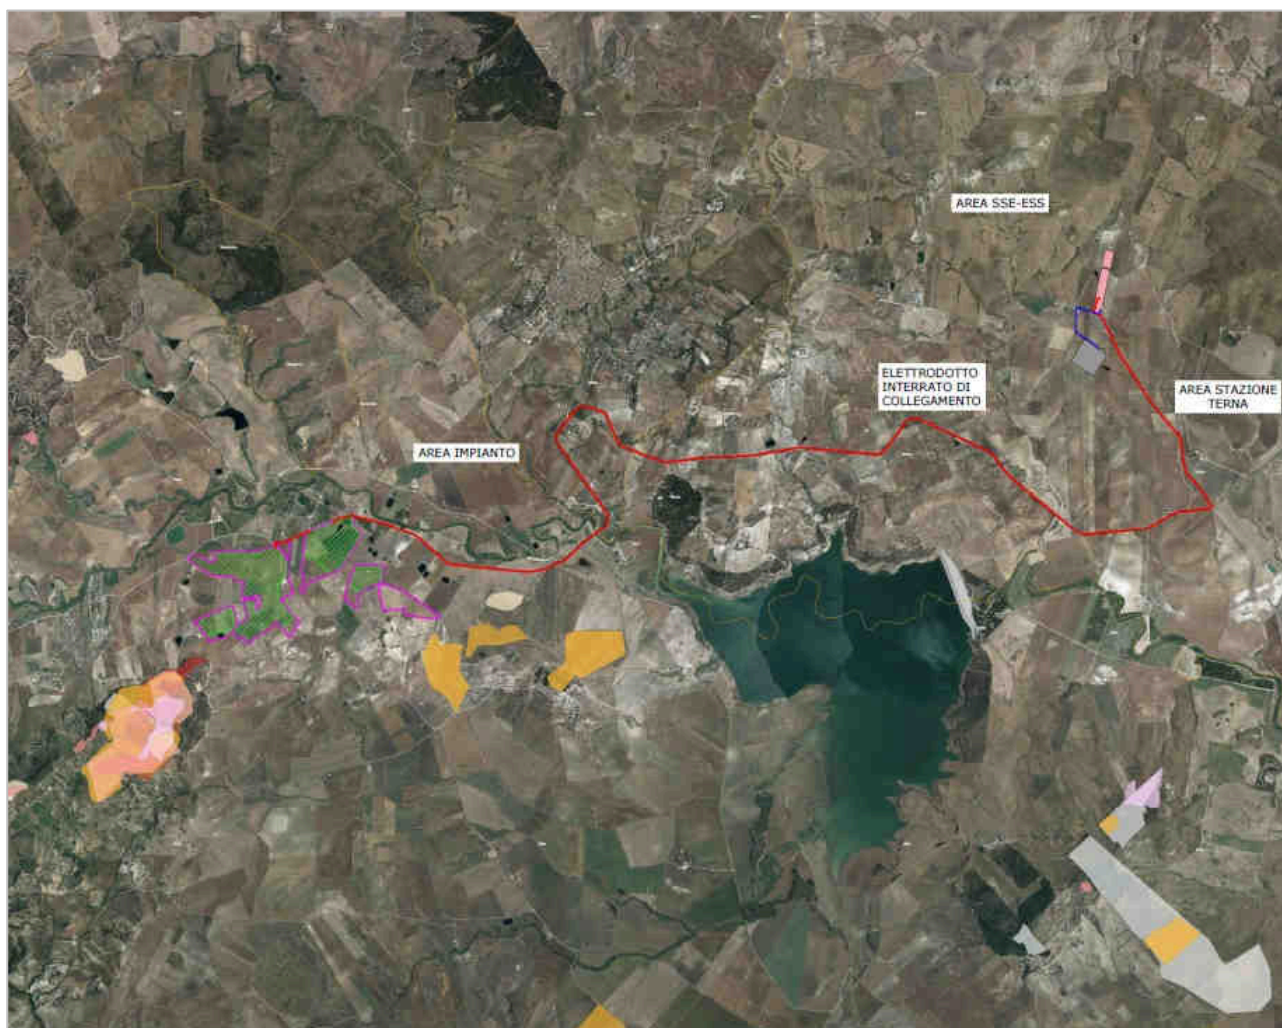 AREA SSE-ESS
ELETTRODOTTO
INTERRATO DI
COLLEGAMENTO
AREA STAZIONE
TERNA
AREA IMPIANTO